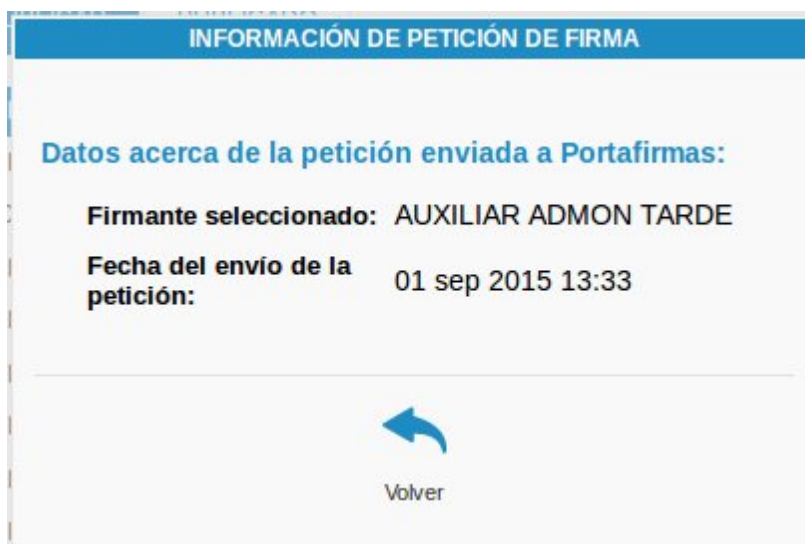 INFORMACIÓN DE PETICIÓN DE FIRMA
Datos acerca de la petición enviada a Portafirmas:
Firmante seleccionado: AUXILIAR ADMON TARDE
Fecha del envío de la
petición: 01 sep 2015 13:33
Volver